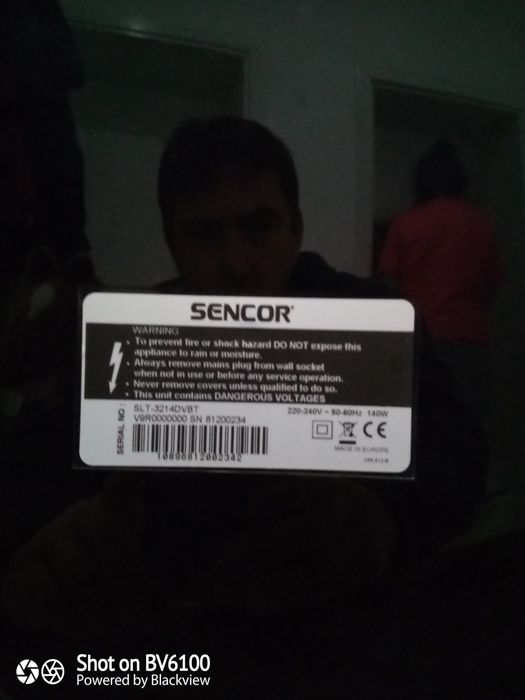 SENCOR
WARNING
• To prevent fire or shock hazard DO NOT expose this
appliance to rain or moisture.
• Always remove mains plug from wall socket
when not in use or before any service operation.
• Never remove covers unless qualified to do so.
• This unit contains DANGEROUS VOLTAGES
SERIAL NO :
SLT-3214DVBT
V9R0000000 SN 81200234
10896812002342
220-240V ~ 50-60Hz 140W
CE
MADE IN EUROPE
Shot on BV6100
Powered by Blackview